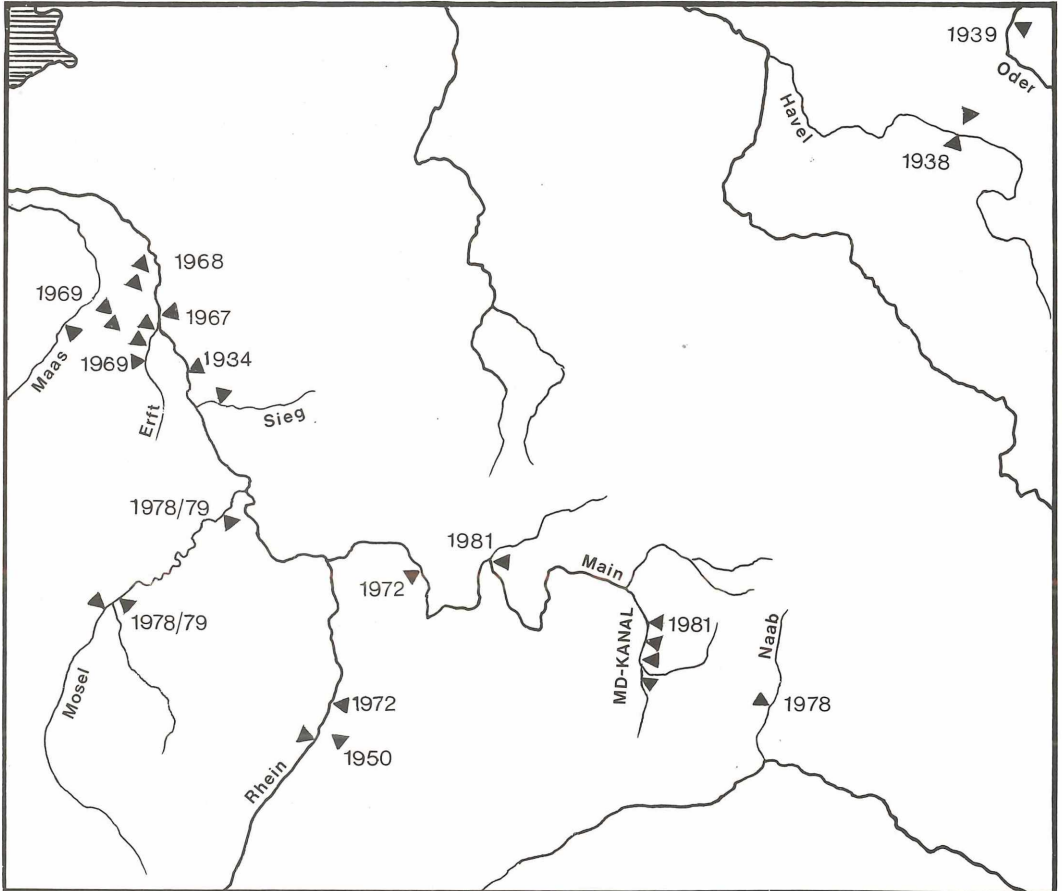 1939
Oder
Havel
1938
1968
1969
1967
Maas
1969
1934
Erft
Sieg
1978/79
1981
1972
Main
1978/79
MD-KANAL
1981
Naab
Mosel
1972
1978
1950
Rhein